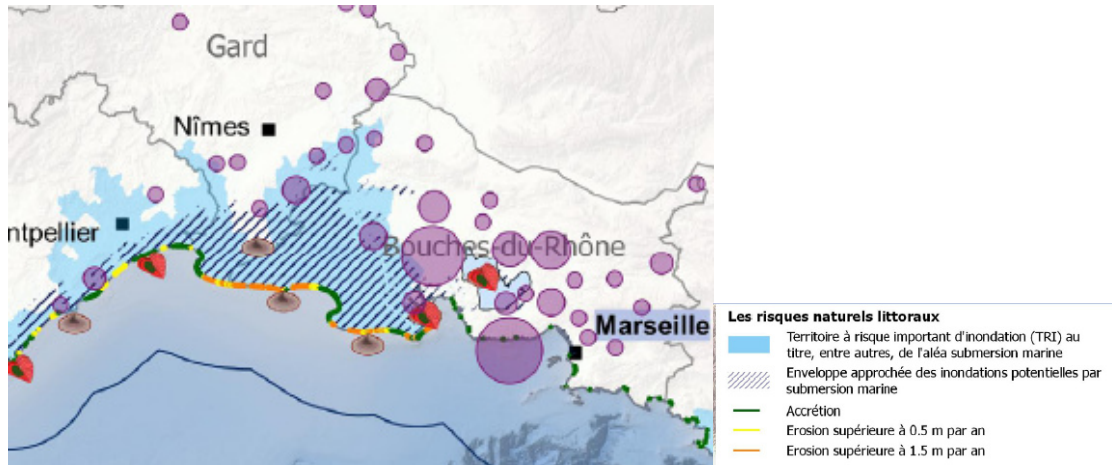 Gard
Nîmes
ntpellier
Bouches-du-Rhône
Marseille
Les risques naturels littoraux
Territoire à risque important d'inondation (TRI) au
titre, entre autres, de l'aléa submersion marine
Enveloppe approchée des inondations potentielles par
submersion marine
Accrétion
Erosion supérieure à 0.5 m par an
Erosion supérieure à 1.5 m par an